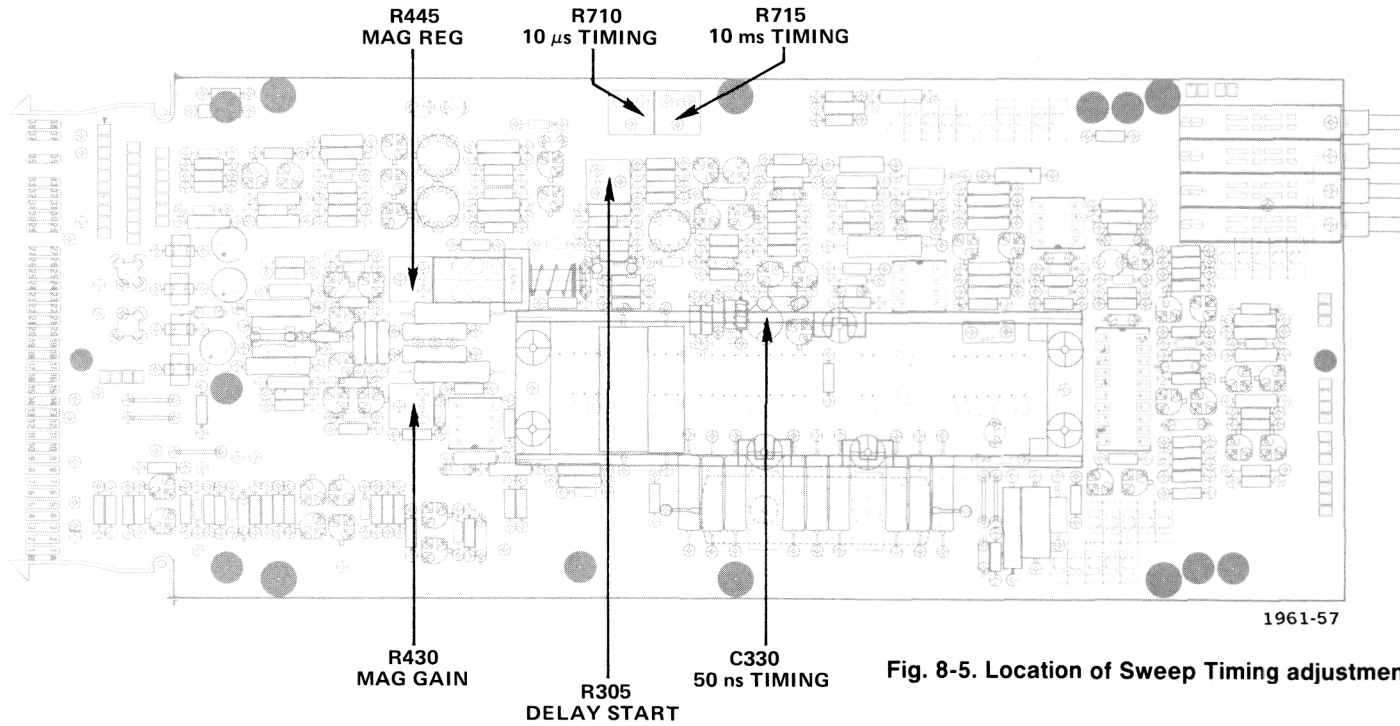 R445
MAG REG
R710
10 µs TIMING
R715
10 ms TIMING
1961-57
R430
MAG GAIN
R305
DELAY START
C330
50 ns TIMING
Fig. 8-5. Location of Sweep Timing adjustmen